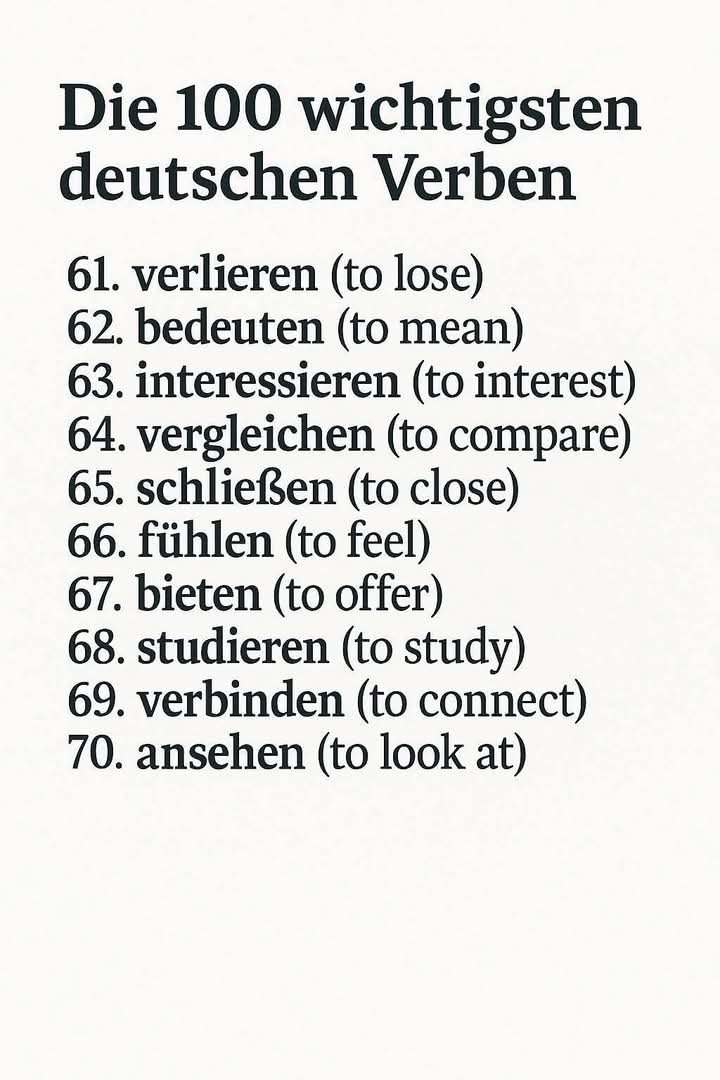 Die 100 wichtigsten
deutschen Verben
61. verlieren (to lose)
62. bedeuten (to mean)
63. interessieren (to interest)
64. vergleichen (to compare)
65. schließen (to close)
66. fühlen (to feel)
67. bieten (to offer)
68. studieren (to study)
69. verbinden (to connect)
70. ansehen (to look at)